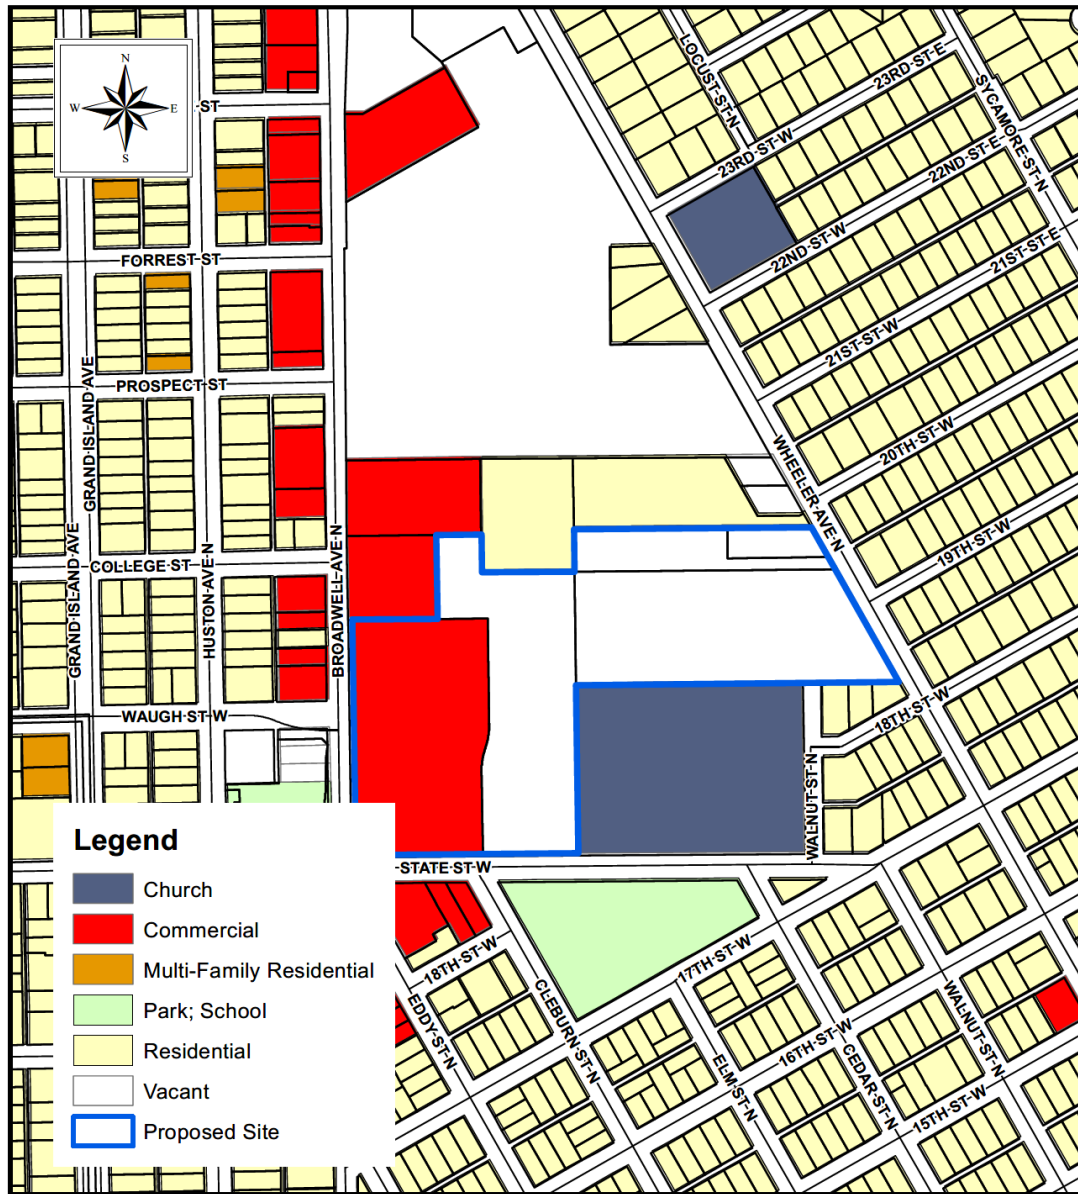 N
W
E
S
ST
LOCUST·ST·N
23RD·ST·E
SYCAMORE·ST·N
23RD·ST·W
22ND·ST·E
22ND·ST·W
21ST·ST·E
FORREST·ST
21ST·ST·W
GRAND·ISLAND·AVE
PROSPECT·ST
20TH·ST·W
WHEELER·AVE·N
19TH·ST·W
GRAND·ISLAND·AVE
COLLEGE·ST
HUSTON·AVE·N
BROADWELL·AVE·N
WAUGH·ST·W
18TH·ST·W
WALNUT·ST·N
STATE·ST·W
18TH·ST·W
17TH·ST·W
EDDY·ST·N
CLEBURN·ST·N
ELM·ST·N
16TH·ST·W
CEDAR·ST·N
WALNUT·ST·N
15TH·ST·W
Legend
Church
Commercial
Multi-Family Residential
Park; School
Residential
Vacant
Proposed Site